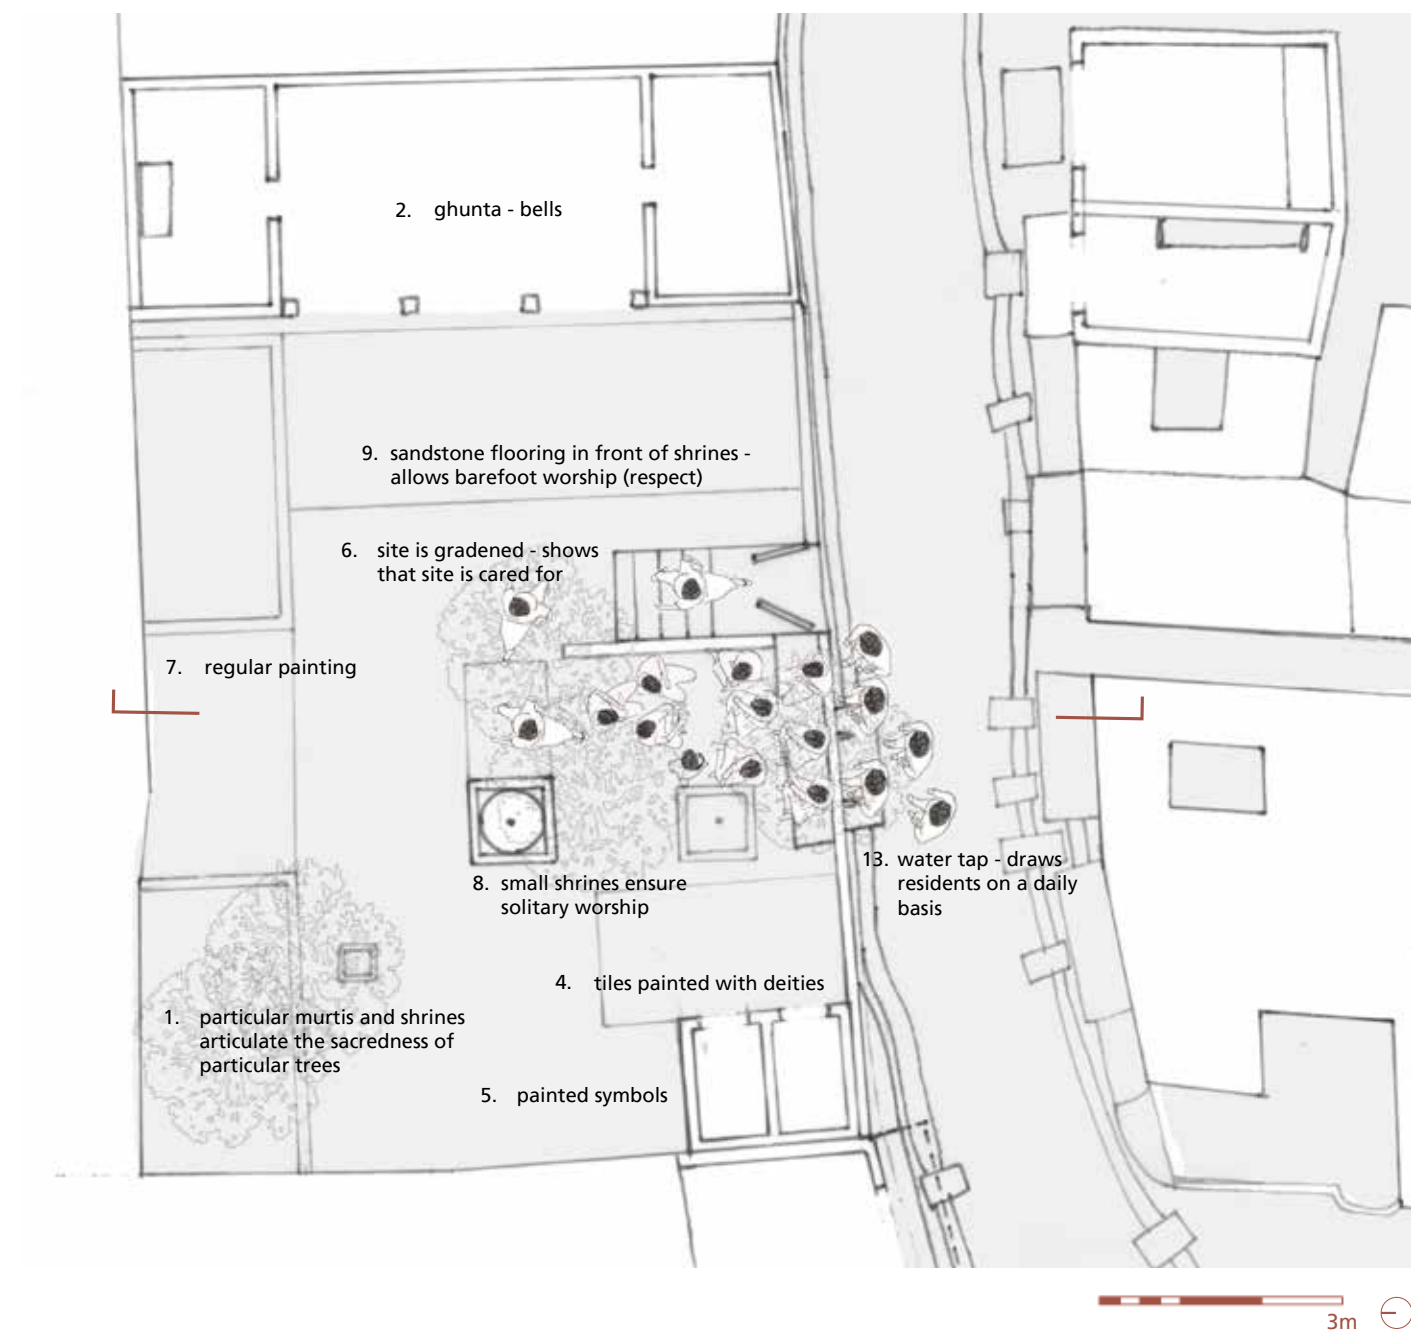 2. ghunta - bells
9. sandstone flooring in front of shrines -
allows barefoot worship (respect)
6. site is gradened - shows
that site is cared for
7. regular painting
13. water tap - draws
residents on a daily
basis
8. small shrines ensure
solitary worship
4. tiles painted with deities
1. particular murtis and shrines
articulate the sacredness of
particular trees
5. painted symbols
3m